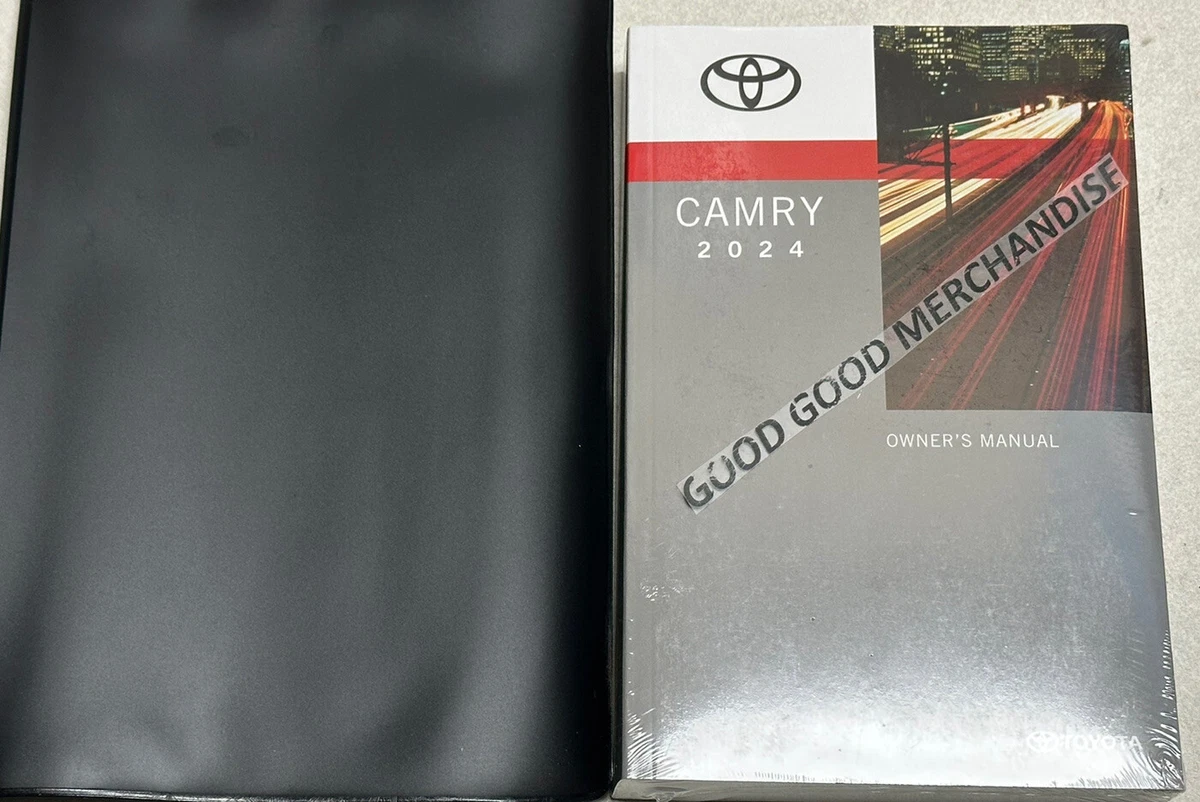 CAMRY
2024
GOOD GOOD MERCHANDISE
OWNER'S MANUAL
TOYOTA